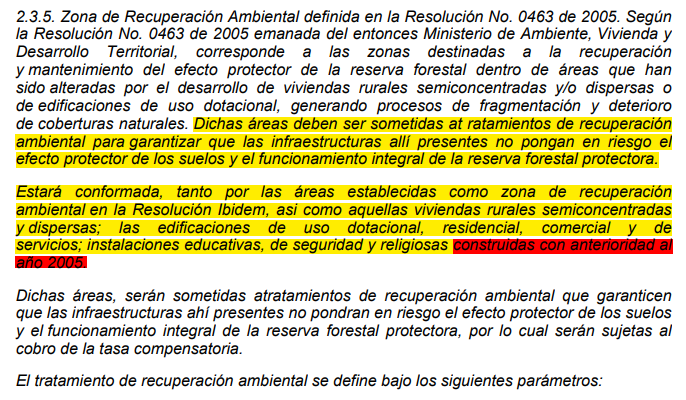 2.3.5. Zona de Recuperación Ambiental definida en la Resolución No. 0463 de 2005. Según
la Resolución No. 0463 de 2005 emanada del entonces Ministerio de Ambiente, Vivienda y
Desarrollo Territorial, corresponde a las zonas destinadas a la recuperación
y mantenimiento del efecto protector de la reserva forestal dentro de áreas que han
sido alteradas por el desarrollo de viviendas rurales semiconcentradas y/o dispersas o
de edificaciones de uso dotacional, generando procesos de fragmentación y deterioro
de coberturas naturales. Dichas áreas deben ser sometidas at ratamientos de recuperación
ambiental para garantizar que las infraestructuras allí presentes no pongan en riesgo el
efecto protector de los suelos y el funcionamiento integral de la reserva forestal protectora.
Estará conformada, tanto por las áreas establecidas como zona de recuperación
ambiental en la Resolución Ibidem, asi como aquellas viviendas rurales semiconcentradas
y dispersas; las edificaciones de uso dotacional, residencial, comercial y de
servicios; instalaciones educativas, de seguridad y religiosas construidas con anterioridad al
año 2005.
Dichas áreas, serán sometidas atratamientos de recuperación ambiental que garanticen
que las infraestructuras ahí presentes no pondran en riesgo el efecto protector de los suelos
y el funcionamiento integral de la reserva forestal protectora, por lo cual serán sujetas al
cobro de la tasa compensatoria.
El tratamiento de recuperación ambiental se define bajo los siguientes parámetros: